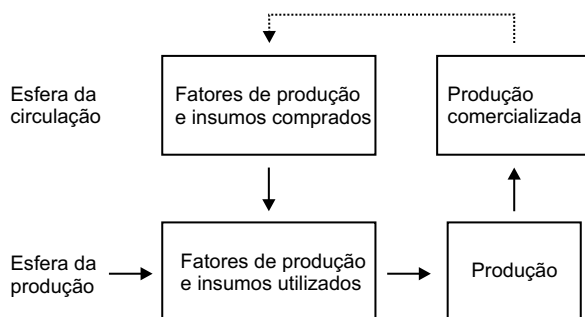 Esfera da
circulação
Fatores de produção
e insumos comprados
Produção
comercializada
Esfera da
produção
Fatores de produção
e insumos utilizados
Produção